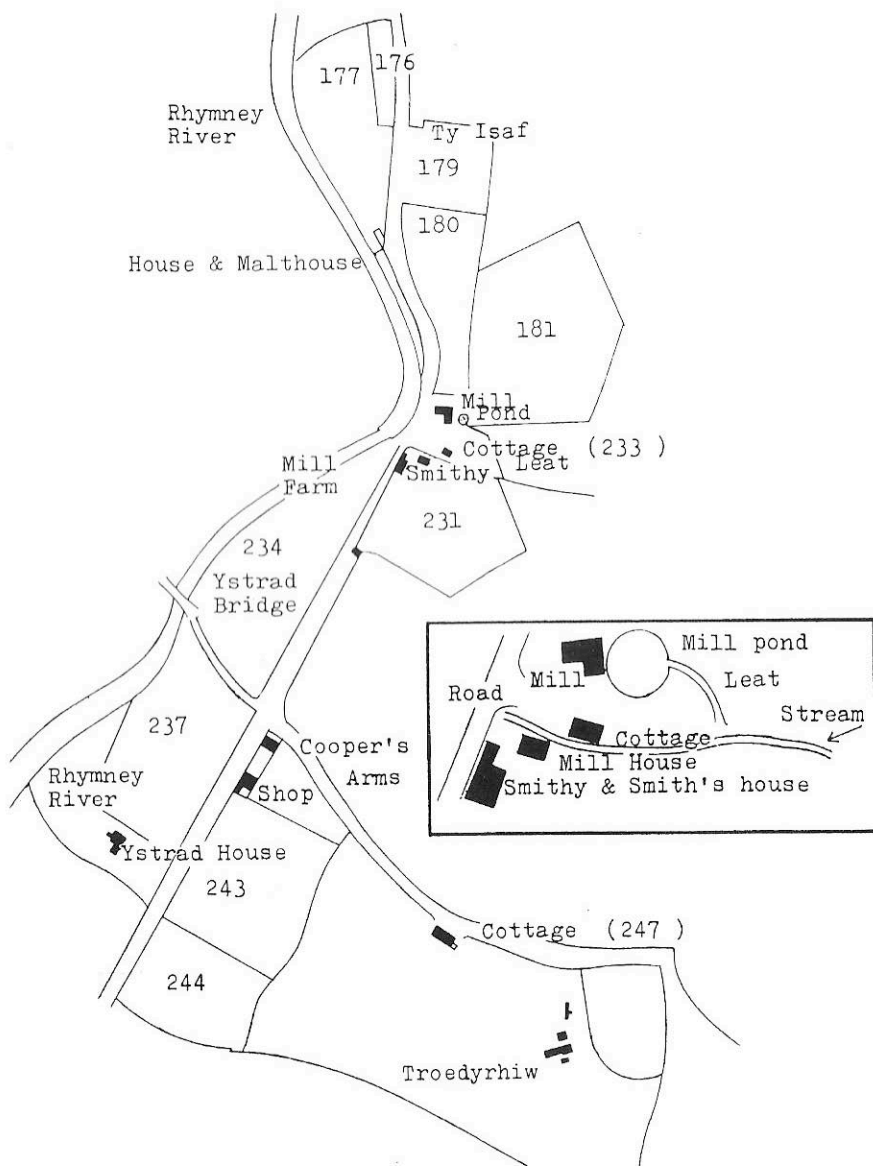 177
176
Rhymney
River
Ty Isaf
179
180
House & Malthouse
181
Mill
Pond
Cottage (233 )
Leat
Mill
Farm
Smithy
231
234
Ystrad
Bridge
Mill pond
Leat
Mill
Road
Stream
Cottage
Mill House
Smithy & Smith's house
237
Cooper's
Arms
Rhymney
River
Shop
Ystrad House
243
Cottage (247 )
244
Troedyrhiw